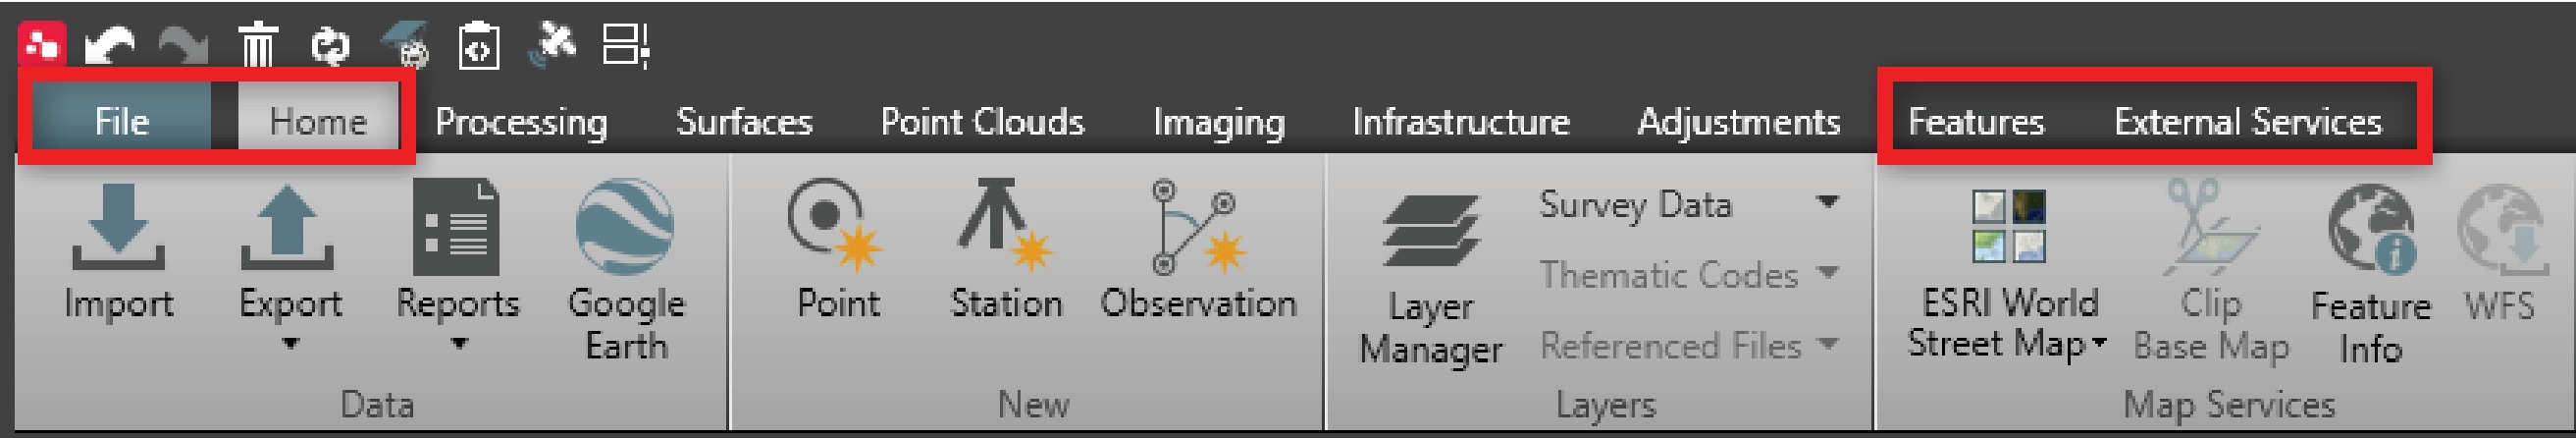 File Home Processing Surfaces Point Clouds Imaging Infrastructure Adjustments Features External Services
Import Export Reports Google Earth
Point Station Observation
Layer Manager
Survey Data
Thematic Codes
Referenced Files
ESRI World Street Map
Clip Base Map
Feature Info
WFS
Data New Layers Map Services